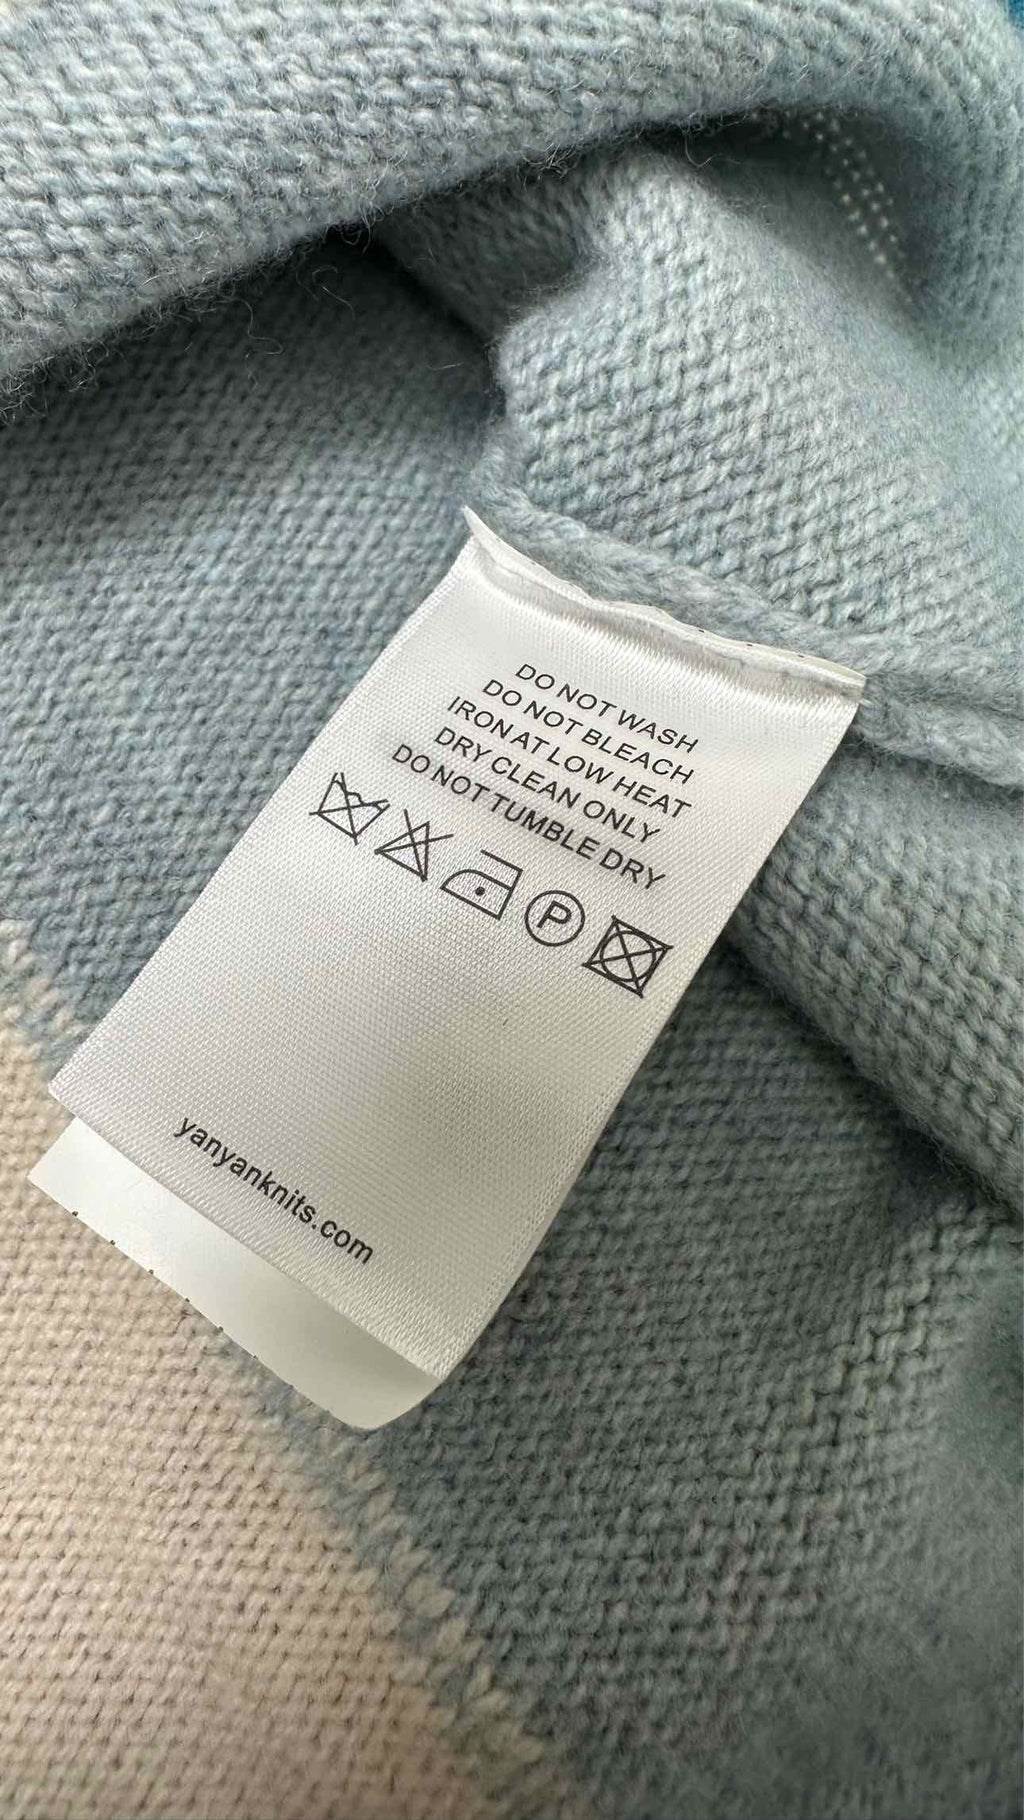 DO NOT WASH
DO NOT BLEACH
IRON AT LOW HEAT
DRY CLEAN ONLY
DO NOT TUMBLE DRY
P
yanyanknits.com